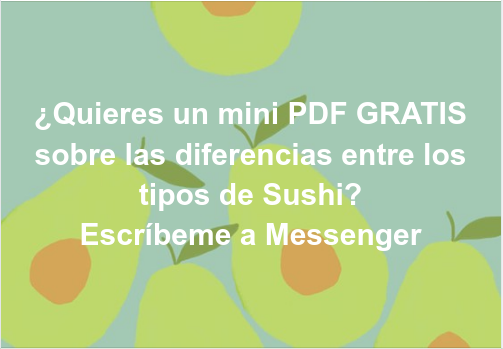 ¿Quieres un mini PDF GRATIS
sobre las diferencias entre los
tipos de Sushi?
Escríbeme a Messenger